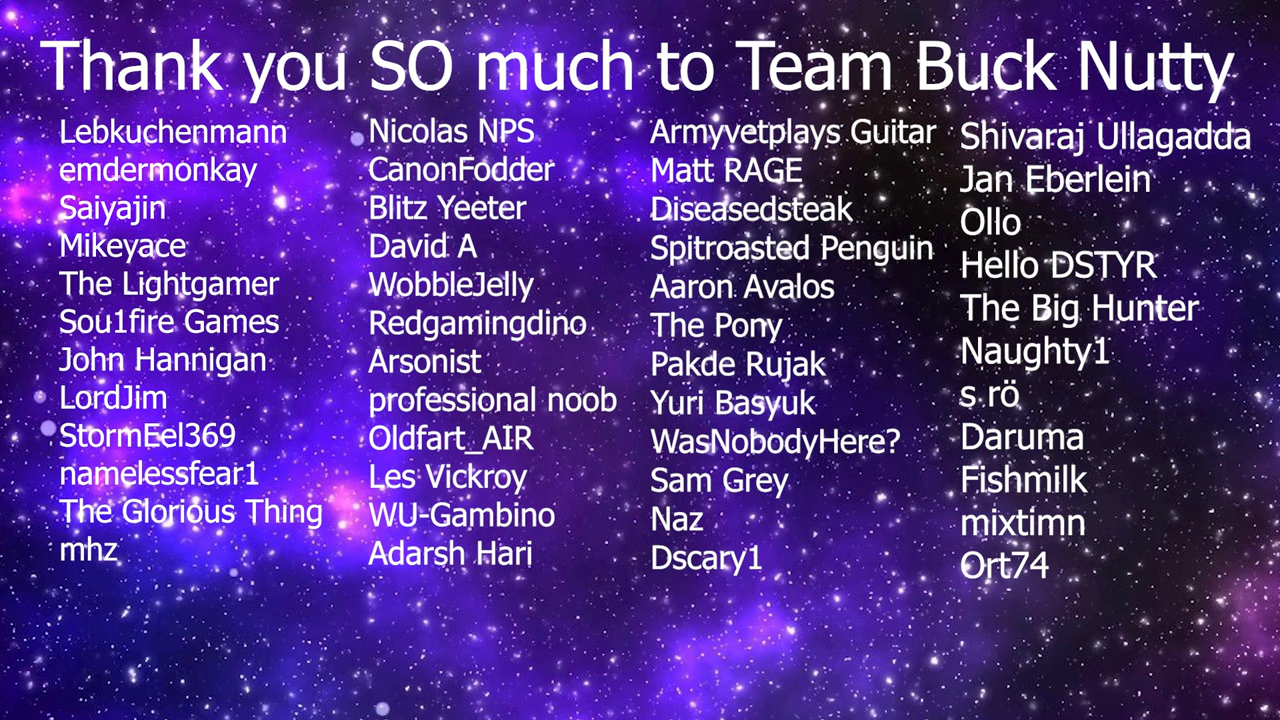 Thank you SO much to Team Buck Nutty
Lebkuchenmann
emdermonkay
Saiyajin
Mikeyace
The Lightgamer
Sou1fire Games
John Hannigan
LordJim
StormEel369
namelessfear1
The Glorious Thing
mhz
Nicolas NPS
CanonFodder
Blitz Yeeter
David A
WobbleJelly
Redgamingdino
Arsonist
professional noob
Oldfart_AIR
Les Vickroy
WU-Gambino
Adarsh Hari
Armyvetplays Guitar
Matt RAGE
Diseasedsteak
Spitroasted Penguin
Aaron Avalos
The Pony
Pakde Rujak
Yuri Basyuk
WasNobodyHere?
Sam Grey
Naz
Dscary1
Shivaraj Ullagadda
Jan Eberlein
Ollo
Hello DSTYR
The Big Hunter
Naughty1
s rö
Daruma
Fishmilk
mixtimn
Ort74